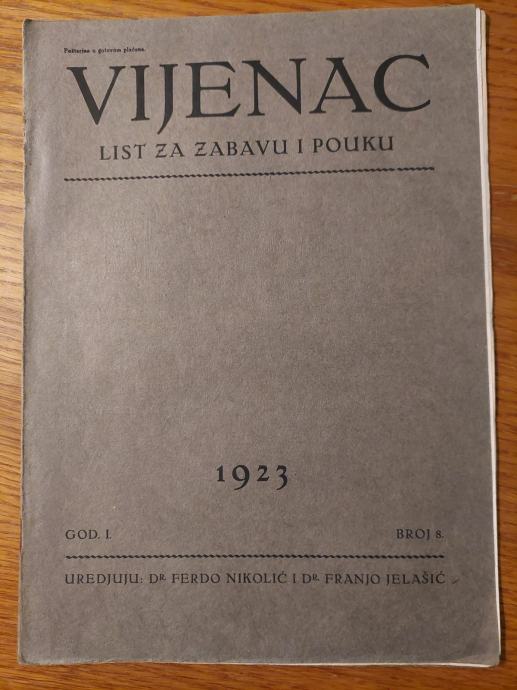 Poštarina u gotovom plaćena.
VIJENAC
LIST ZA ZABAVU I POUKU
1923
GOD. I.
BROJ 8.
UREDJUJU: DR. FERDO NIKOLIĆ I DR. FRANJO JELAŠIĆ